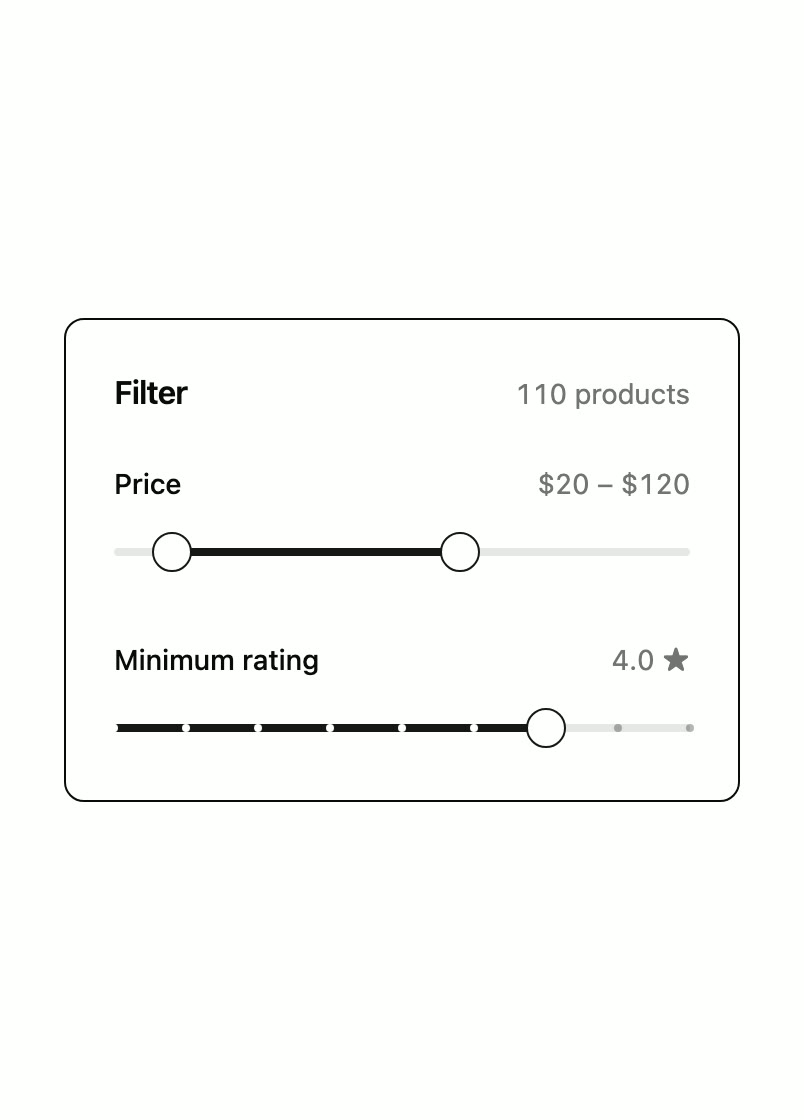 Filter
110 products
Price
$20 – $120
Minimum rating
4.0 ★